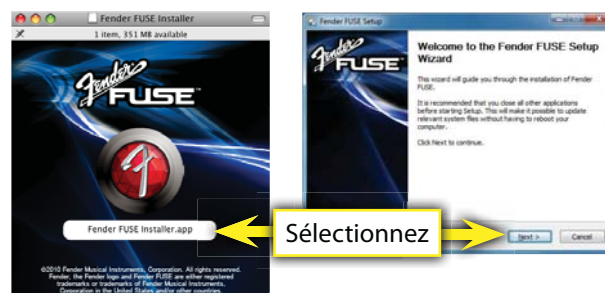 Fender FUSE Installer
1 item, 351 MB available
Fender
FUSE™
F
Fender FUSE Installer.app
©2010 Fender Musical Instruments, Corporation. All rights reserved.
Fender, the Fender logo and Fender FUSE are either registered
trademarks or trademarks of Fender Musical Instruments,
Corporation in the United States and/or other countries.
Fender FUSE Setup
Fender
FUSE
Welcome to the Fender FUSE Setup
Wizard
This wizard will guide you through the installation of Fender
FUSE.
It is recommended that you close all other applications
before starting Setup. This will make it possible to update
relevant system files without having to reboot your
computer.
Click Next to continue.
Sélectionnez
Next >
Cancel